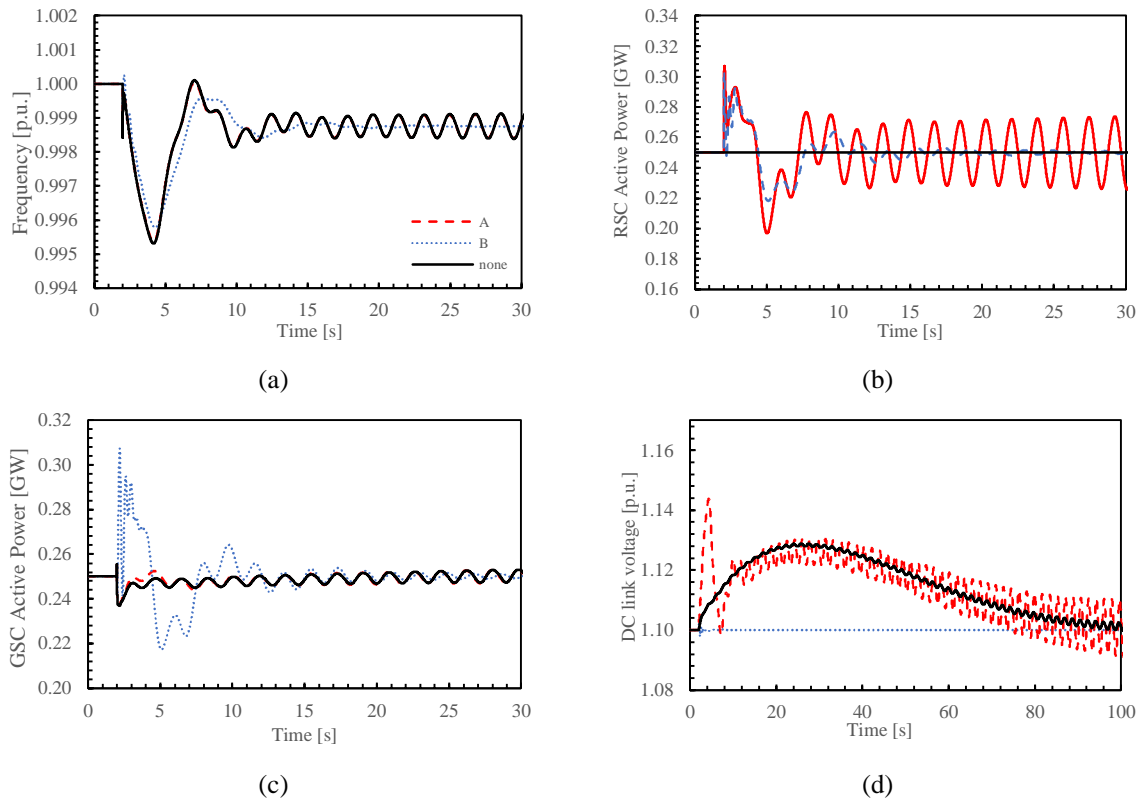 1.002
1.001
1.000
0.999
0.998
0.997
0.996
0.995
0.994
Frequency [p.u.]
A
B
none
0 5 10 15 20 25 30
Time [s]
(a)
0.34
0.32
0.30
0.28
0.26
0.24
0.22
0.20
0.18
0.16
RSC Active Power [GW]
0 5 10 15 20 25 30
Time [s]
(b)
0.32
0.30
0.28
0.26
0.24
0.22
0.20
GSC Active Power [GW]
0 5 10 15 20 25 30
Time [s]
(c)
1.16
1.14
1.12
1.10
1.08
DC link voltage [p.u.]
0 20 40 60 80 100
Time [s]
(d)